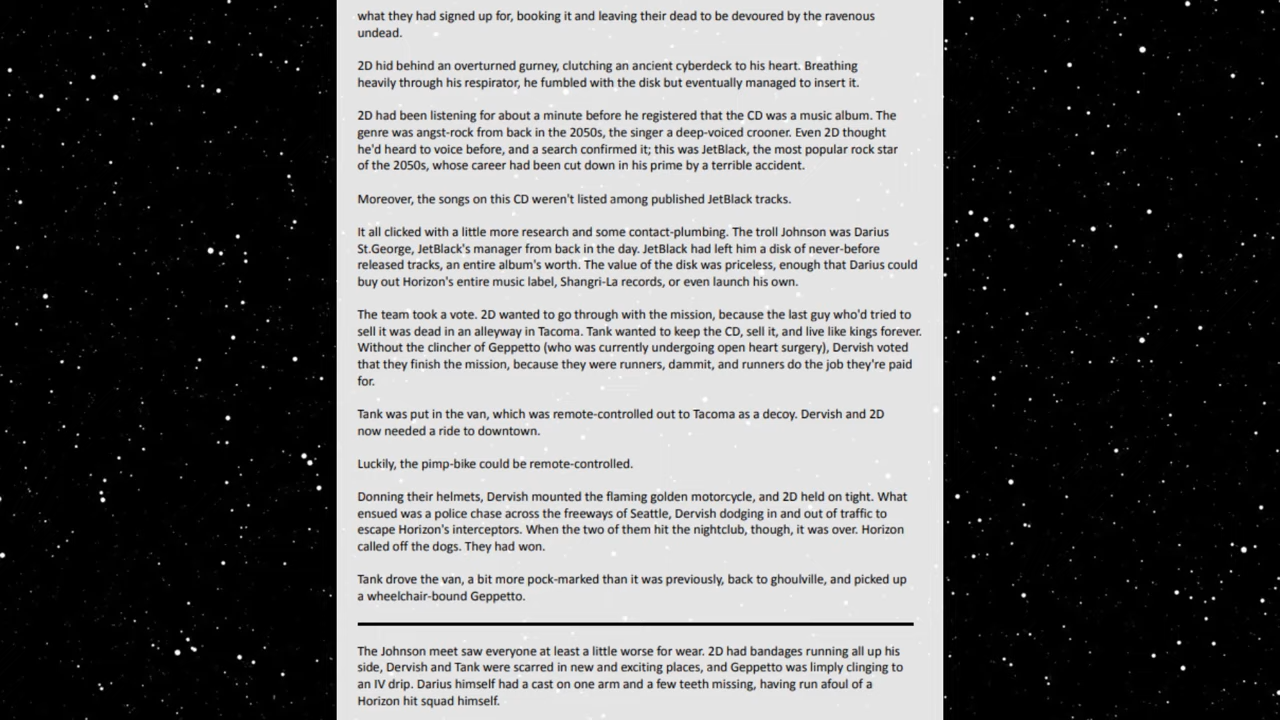 what they had signed up for, booking it and leaving their dead to be devoured by the ravenous
undead.
2D hid behind an overturned gurney, clutching an ancient cyberdeck to his heart. Breathing
heavily through his respirator, he fumbled with the disk but eventually managed to insert it.
2D had been listening for about a minute before he registered that the CD was a music album. The
genre was angst-rock from back in the 2050s, the singer a deep-voiced crooner. Even 2D thought
he'd heard to voice before, and a search confirmed it; this was JetBlack, the most popular rock star
of the 2050s, whose career had been cut down in his prime by a terrible accident.
Moreover, the songs on this CD weren't listed among published JetBlack tracks.
It all clicked with a little more research and some contact-plumbing. The troll Johnson was Darius
St.George, JetBlack's manager from back in the day. JetBlack had left him a disk of never-before
released tracks, an entire album's worth. The value of the disk was priceless, enough that Darius could
buy out Horizon's entire music label, Shangri-La records, or even launch his own.
The team took a vote. 2D wanted to go through with the mission, because the last guy who'd tried to
sell it was dead in an alleyway in Tacoma. Tank wanted to keep the CD, sell it, and live like kings forever.
Without the clincher of Geppetto (who was currently undergoing open heart surgery), Dervish voted
that they finish the mission, because they were runners, dammit, and runners do the job they're paid
for.
Tank was put in the van, which was remote-controlled out to Tacoma as a decoy. Dervish and 2D
now needed a ride to downtown.
Luckily, the pimp-bike could be remote-controlled.
Donning their helmets, Dervish mounted the flaming golden motorcycle, and 2D held on tight. What
ensued was a police chase across the freeways of Seattle, Dervish dodging in and out of traffic to
escape Horizon's interceptors. When the two of them hit the nightclub, though, it was over. Horizon
called off the dogs. They had won.
Tank drove the van, a bit more pock-marked than it was previously, back to ghoulville, and picked up
a wheelchair-bound Geppetto.
The Johnson meet saw everyone at least a little worse for wear. 2D had bandages running all up his
side, Dervish and Tank were scarred in new and exciting places, and Geppetto was limply clinging to
an IV drip. Darius himself had a cast on one arm and a few teeth missing, having run afoul of a
Horizon hit squad himself.